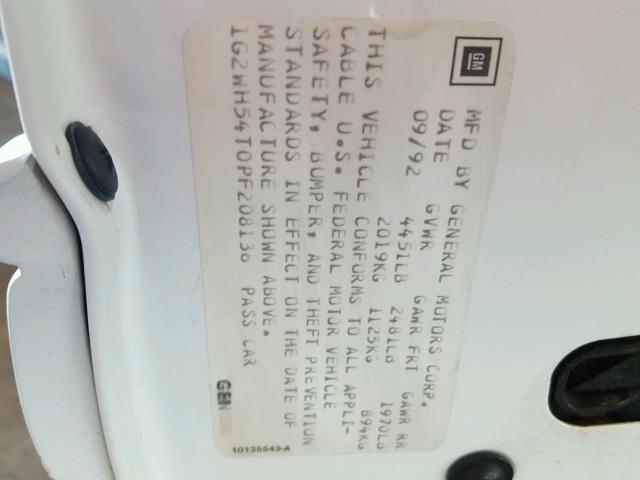 GM
MFD BY GENERAL MOTORS CORP.
DATE GVWR GAWR FRT GAWR RR
09/92 4451LB 2481LB 1970LB
2019KG 1125KG 894KG
THIS VEHICLE CONFORMS TO ALL APPLI-
CABLE U.S. FEDERAL MOTOR VEHICLE
SAFETY, BUMPER, AND THEFT PREVENTION
STANDARDS IN EFFECT ON THE DATE OF
MANUFACTURE SHOWN ABOVE.
1G2WH54T0PF208136 PASS CAR
10135543-A